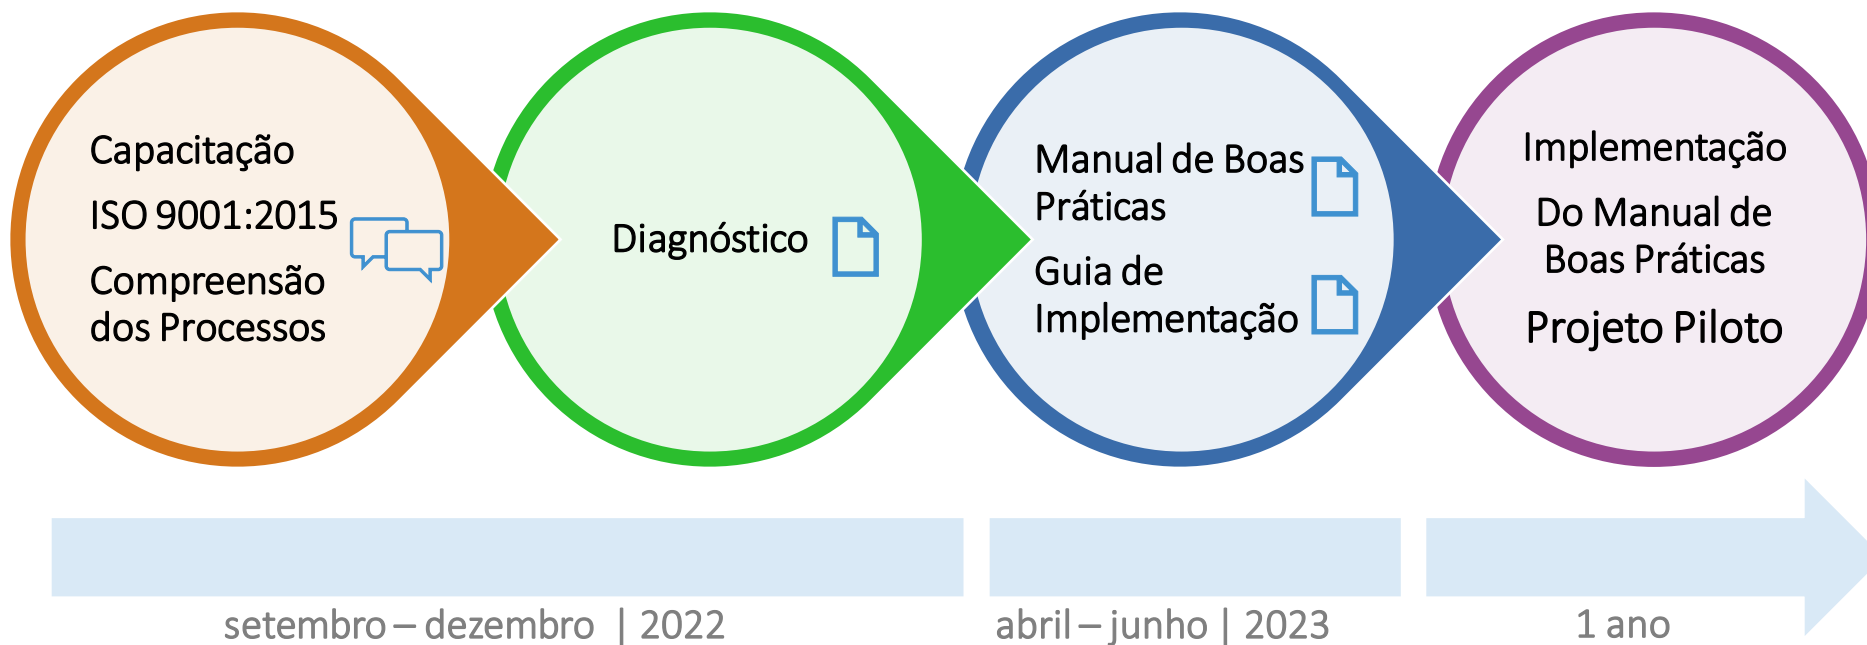 Capacitação
ISO 9001:2015
Compreensão
dos Processos
Diagnóstico
Manual de Boas
Práticas
Guia de
Implementação
Implementação
Do Manual de
Boas Práticas
Projeto Piloto
setembro – dezembro | 2022
abril – junho | 2023
1 ano